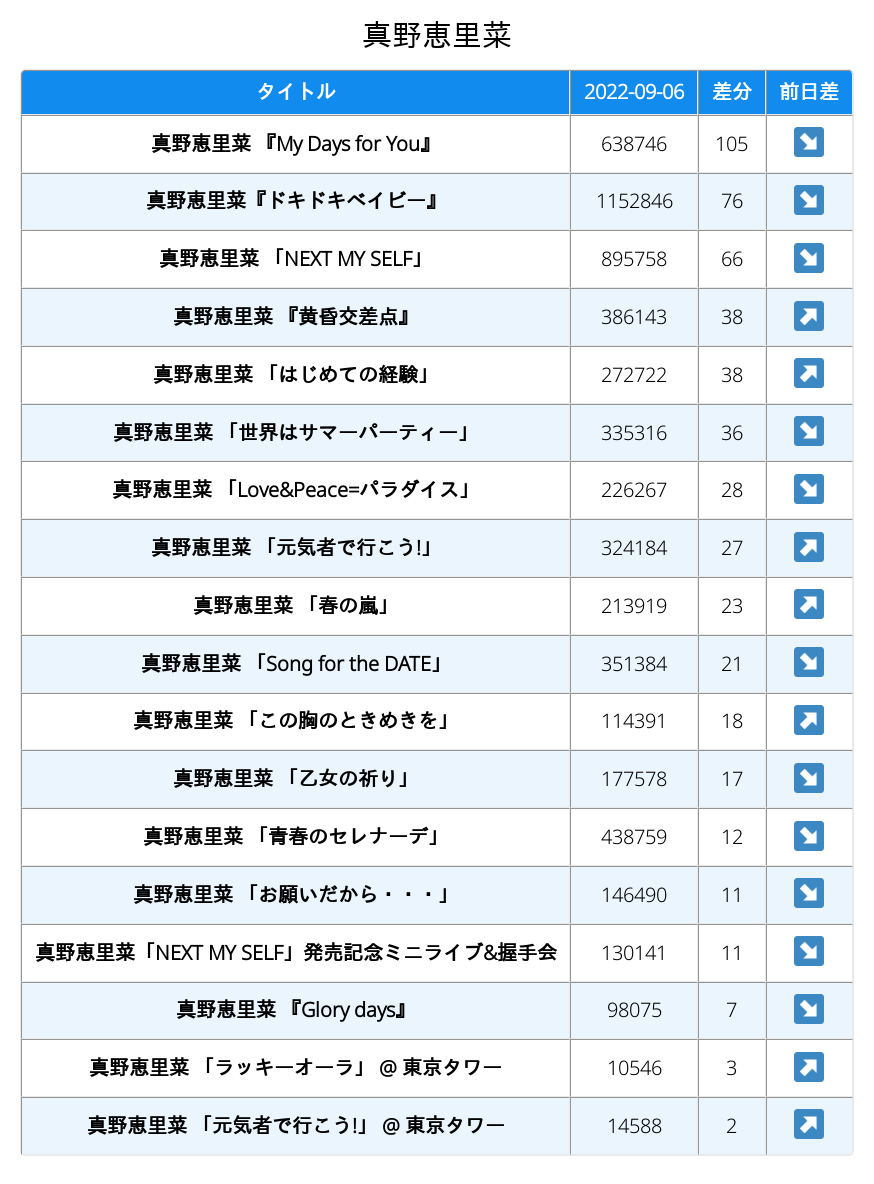 真野恵里菜
タイトル 2022-09-06 差分 前日差
真野恵里菜 『My Days for You』 638746 105 ↘
真野恵里菜『ドキドキベイビー』 1152846 76 ↘
真野恵里菜 「NEXT MY SELF」 895758 66 ↘
真野恵里菜 『黄昏交差点』 386143 38 ↗
真野恵里菜 「はじめての経験」 272722 38 ↗
真野恵里菜 「世界はサマーパーティー」 335316 36 ↘
真野恵里菜 「Love&Peace=パラダイス」 226267 28 ↘
真野恵里菜 「元気者で行こう!」 324184 27 ↗
真野恵里菜 「春の嵐」 213919 23 ↗
真野恵里菜 「Song for the DATE」 351384 21 ↘
真野恵里菜 「この胸のときめきを」 114391 18 ↗
真野恵里菜 「乙女の祈り」 177578 17 ↘
真野恵里菜 「青春のセレナーデ」 438759 12 ↘
真野恵里菜 「お願いだから・・・」 146490 11 ↘
真野恵里菜「NEXT MY SELF」発売記念ミニライブ&握手会 130141 11 ↘
真野恵里菜 『Glory days』 98075 7 ↘
真野恵里菜 「ラッキーオーラ」 @ 東京タワー 10546 3 ↗
真野恵里菜 「元気者で行こう!」 @ 東京タワー 14588 2 ↗